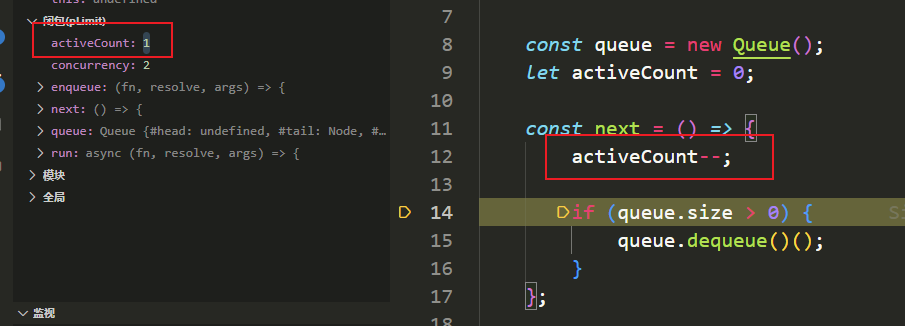 this: undefined
闭包(pLimit)
activeCount: 1
concurrency: 2
enqueue: (fn, resolve, args) => {
next: () => {
queue: Queue {#head: undefined, #tail: Node, #…
run: async (fn, resolve, args) => {
模块
全局
监视
7
8 const queue = new Queue();
9 let activeCount = 0;
10
11 const next = () => {
12 activeCount--;
13
14 if (queue.size > 0) {
15 queue.dequeue()();
16 }
17 };